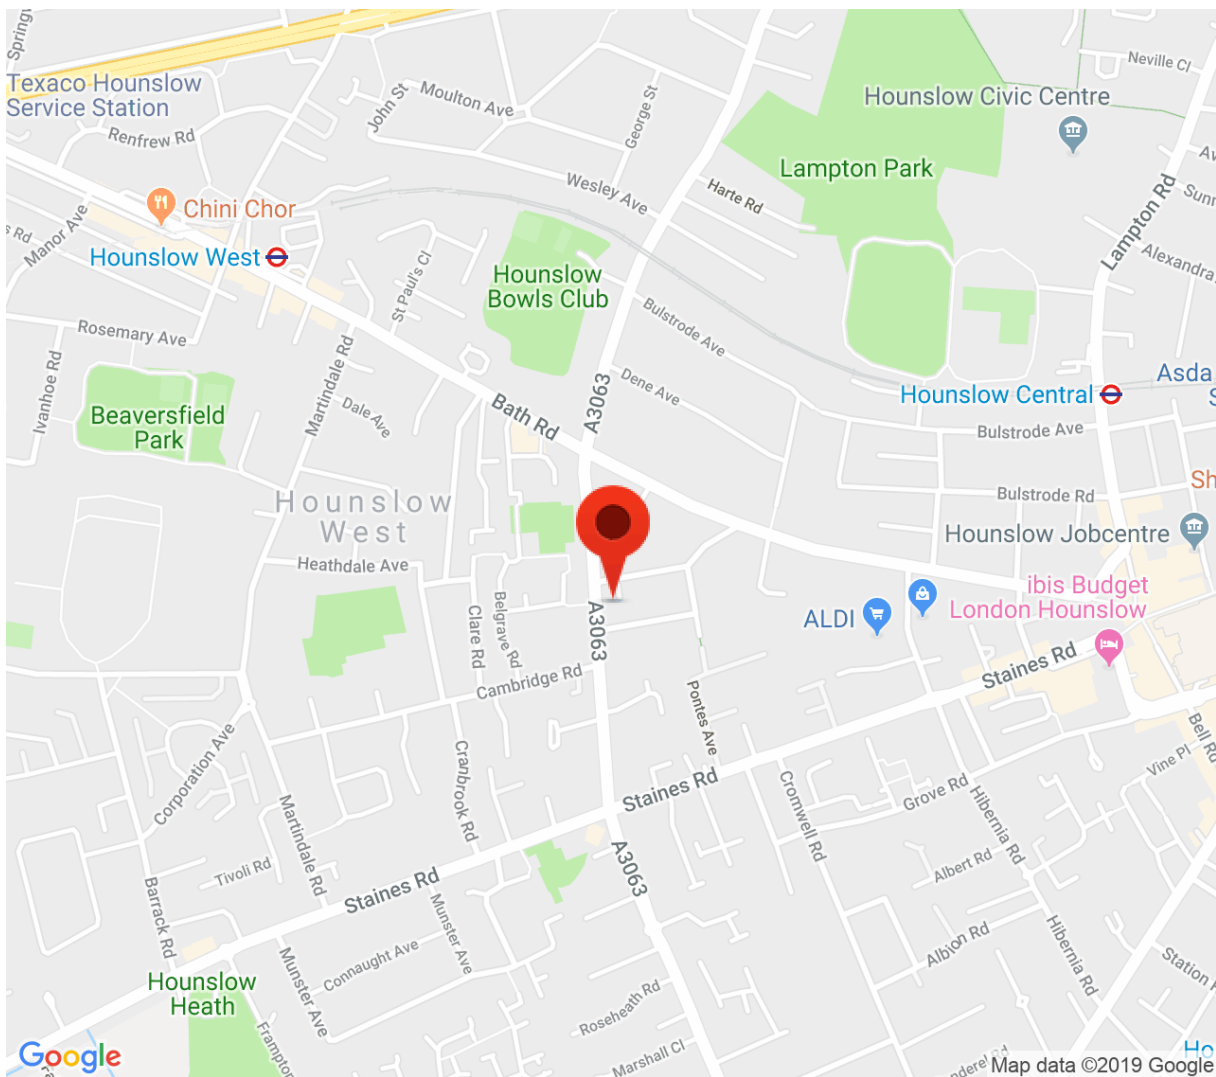 Springw
Texaco Hounslow
Service Station
Renfrew Rd
John St
Moulton Ave
George St
Hounslow Civic Centre
Neville Cl
Lampton Park
Wesley Ave
Harte Rd
Lampton Rd
Alexandra
Manor Ave
Chini Chor
Hounslow West
St Paul's Cl
Hounslow
Bowls Club
Bulstrode Ave
Rosemary Ave
Ivanhoe Rd
Martindale Rd
Dale Ave
Beaversfield
Park
A3063
Dene Ave
Bath Rd
Hounslow Central
Asda
S
Bulstrode Ave
Bulstrode Rd
Sh
Hounslow
West
Hounslow Jobcentre
Heathdale Ave
Clare Rd
Belgrave Rd
A3063
ALDI
ibis Budget
London Hounslow
Staines Rd
Cambridge Rd
Pontes Ave
Corporation Ave
Cranbrook Rd
Staines Rd
Bell Rd
Vine Pl
Grove Rd
Cromwell Rd
Hibernia Rd
Martindale Rd
Tivoli Rd
Barrack Rd
Staines Rd
A3063
Albert Rd
Munster Ave
Connaught Ave
Munster Ave
Albion Rd
Hibernia Rd
Station
Hounslow
Heath
Frampton
Roseheath Rd
Marshall Cl
Google
Ho
Map data ©2019 Google